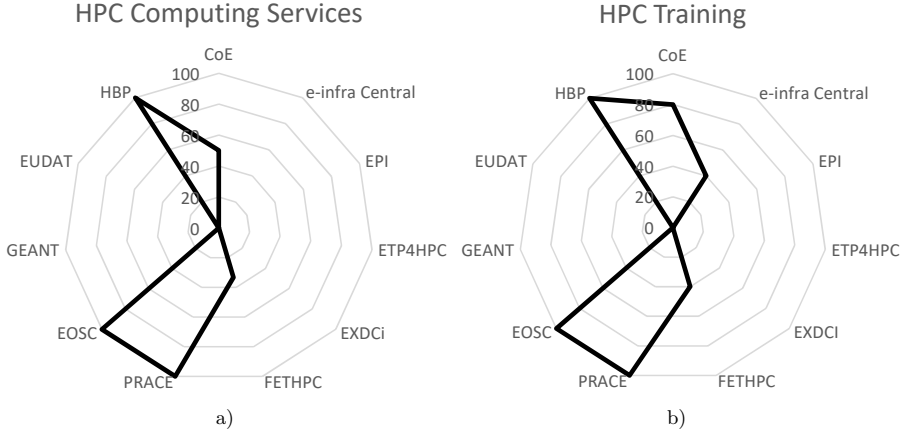 HPC Computing Services
CoE
100
e-infra Central
HBP
80
60
EUDAT
EPI
40
20
0
GEANT
ETP4HPC
EOSC
EXDCi
PRACE
FETHPC
a)
HPC Training
CoE
100
e-infra Central
HBP
80
60
EUDAT
EPI
40
20
0
GEANT
ETP4HPC
EOSC
EXDCI
PRACE
FETHPC
b)